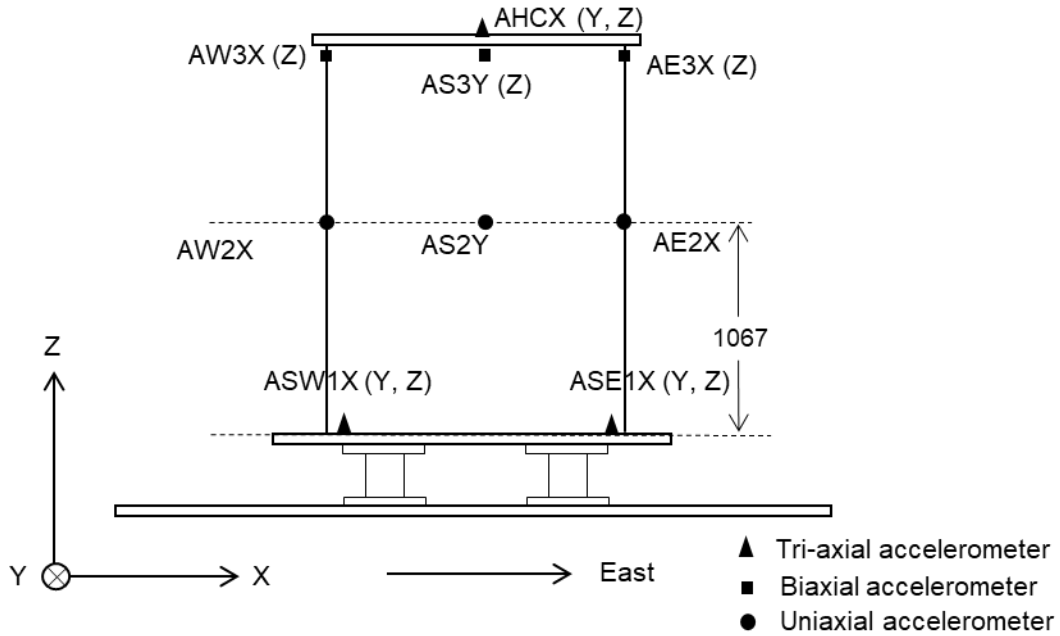 AHCX (Y, Z)
AW3X (Z)
AS3Y (Z)
AE3X (Z)
AW2X
AS2Y
AE2X
1067
Z
ASW1X (Y, Z)
ASE1X (Y, Z)
Y
X
East
Tri-axial accelerometer
Biaxial accelerometer
Uniaxial accelerometer